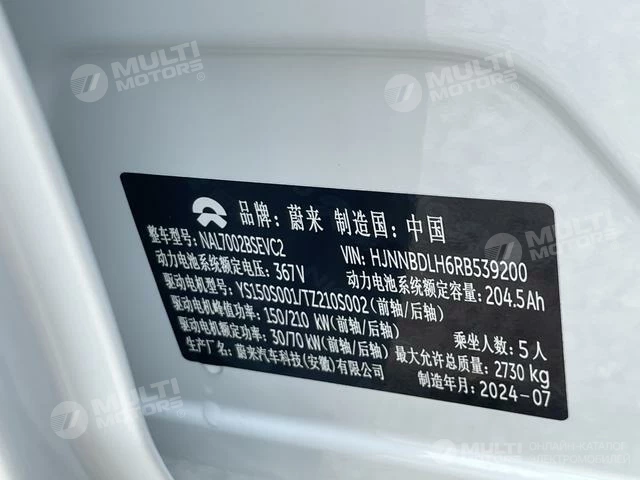 MULTI
MOTORS®
MULTI
MOTORS®
品牌: 蔚来 制造国: 中国
整车型号: NAL7002BSEVC2 VIN: HJNNBDLH6RB539200
动力电池系统额定电压: 367V 动力电池系统额定容量: 204.5Ah
驱动电机型号: YS150S001/TZ210S002(前轴/后轴)
驱动电机峰值功率: 150/210 kW(前轴/后轴)
驱动电机额定功率: 30/70 kW(前轴/后轴) 乘坐人数: 5人
生产厂名: 蔚来汽车科技(安徽)有限公司 最大允许总质量: 2730 kg
制造年月: 2024-07
MULTI
MOTORS®
MULTI
MOTORS
ОНЛАЙН-КАТАЛОГ
ЭЛЕКТРОМОБИЛЕЙ